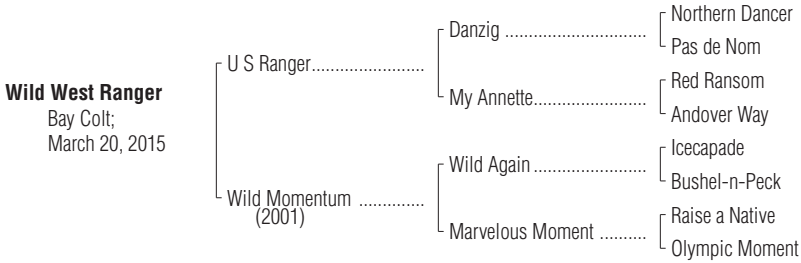 Northern Dancer
Danzig ..............................
Pas de Nom
U S Ranger........................
Red Ransom
My Annette........................
Andover Way
Wild West Ranger
Bay Colt;
March 20, 2015
Icecapade
Wild Again ........................
Bushel-n-Peck
Wild Momentum ..............
(2001)
Raise a Native
Marvelous Moment ..........
Olympic Moment